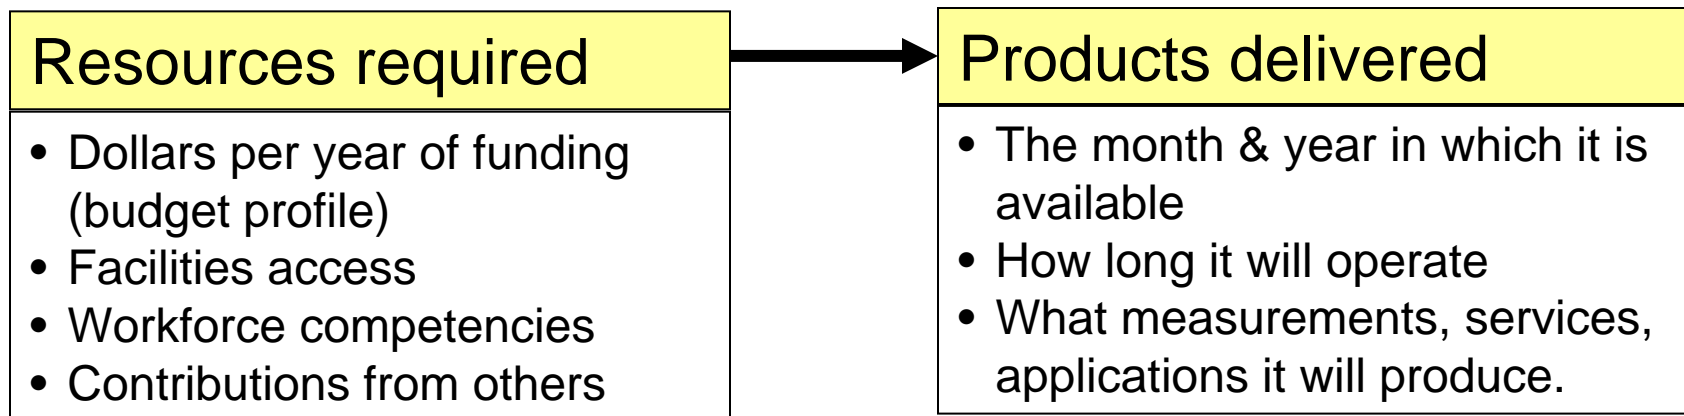 Resources required
• Dollars per year of funding
(budget profile)
• Facilities access
• Workforce competencies
• Contributions from others
Products delivered
• The month & year in which it is
available
• How long it will operate
• What measurements, services,
applications it will produce.